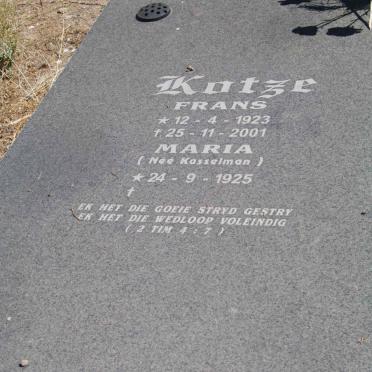 Kotze
FRANS
* 12 - 4 - 1923
† 25 - 11 - 2001
MARIA
( Neé Kasselman )
* 24 - 9 - 1925
†
EK HET DIE GOEIE STRYD GESTRY
EK HET DIE WEDLOOP VOLEINDIG
( 2 TIM 4 : 7 )